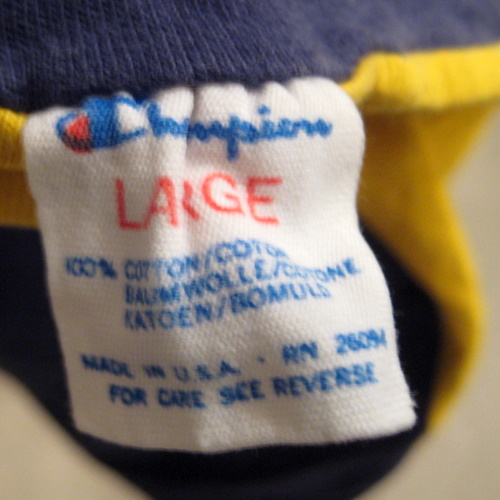 Champion
LARGE
100% COTTON/COTON
BAUMWOLLE/COTONE
KATOEN/BOMULD
MADE IN U.S.A. · RN 26094
FOR CARE SEE REVERSE